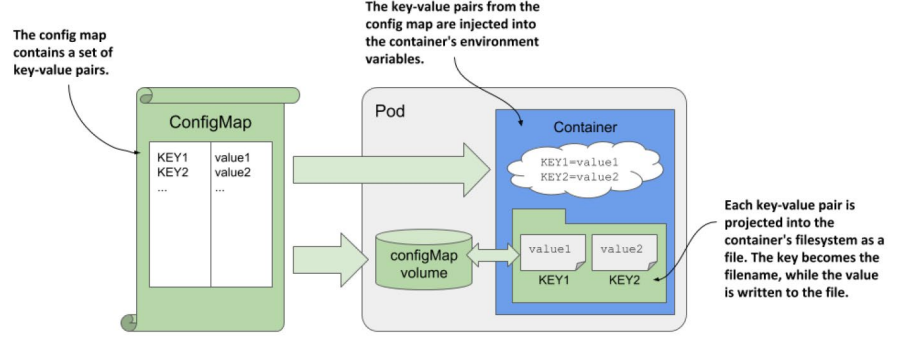 The key-value pairs from the
config map are injected into
the container's environment
variables.
The config map
contains a set of
key-value pairs.
ConfigMap
KEY1 value1
KEY2 value2
... ...
Pod
Container
KEY1=value1
KEY2=value2
configMap
volume
value1 value2
KEY1 KEY2
Each key-value pair is
projected into the
container's filesystem as a
file. The key becomes the
filename, while the value
is written to the file.